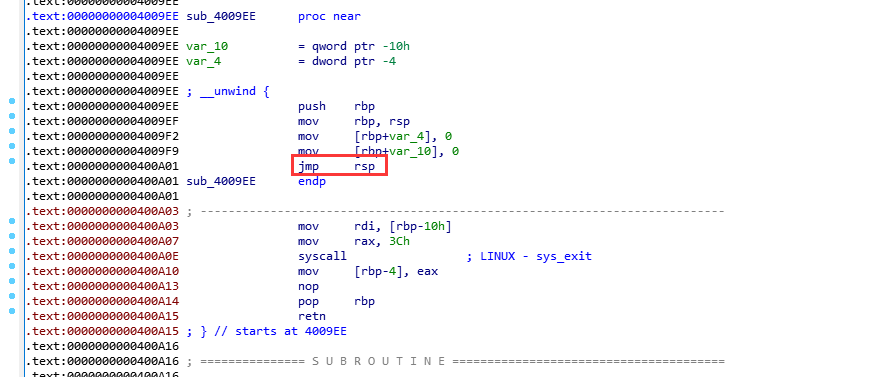 .text:00000000004009EE
.text:00000000004009EE sub_4009EE      proc near
.text:00000000004009EE
.text:00000000004009EE var_10          = qword ptr -10h
.text:00000000004009EE var_4           = dword ptr -4
.text:00000000004009EE
.text:00000000004009EE ; __unwind {
.text:00000000004009EE                 push    rbp
.text:00000000004009EF                 mov     rbp, rsp
.text:00000000004009F2                 mov     [rbp+var_4], 0
.text:00000000004009F9                 mov     [rbp+var_10], 0
.text:0000000000400A01                 jmp     rsp
.text:0000000000400A01 sub_4009EE      endp
.text:0000000000400A01
.text:0000000000400A03 ; ---------------------------------------------------------------------------
.text:0000000000400A03                 mov     rdi, [rbp-10h]
.text:0000000000400A07                 mov     rax, 3Ch
.text:0000000000400A0E                 syscall                 ; LINUX - sys_exit
.text:0000000000400A10                 mov     [rbp-4], eax
.text:0000000000400A13                 nop
.text:0000000000400A14                 pop     rbp
.text:0000000000400A15                 retn
.text:0000000000400A15 ; } // starts at 4009EE
.text:0000000000400A16
.text:0000000000400A16 ; =============== S U B R O U T I N E =======================================
.text:0000000000400A16